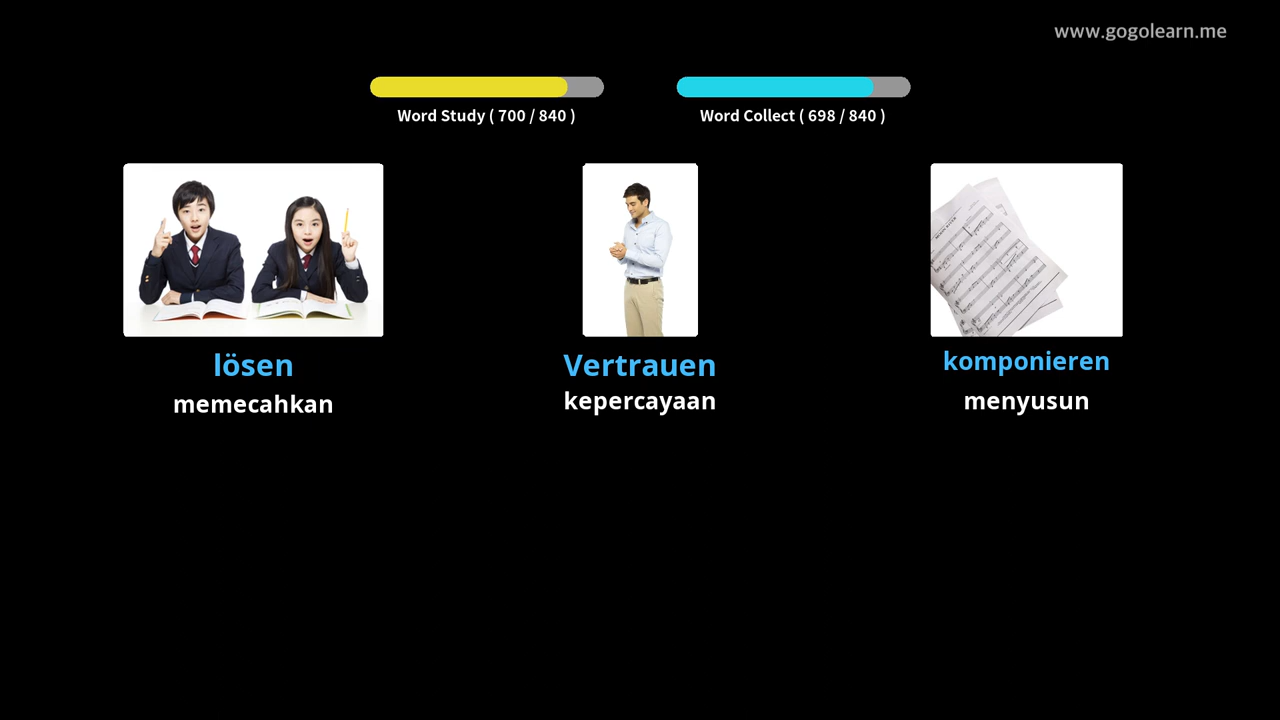 www.gogolearn.me
Word Study ( 700 / 840 )
Word Collect ( 698 / 840 )
lösen
Vertrauen
komponieren
memecahkan
kepercayaan
menyusun